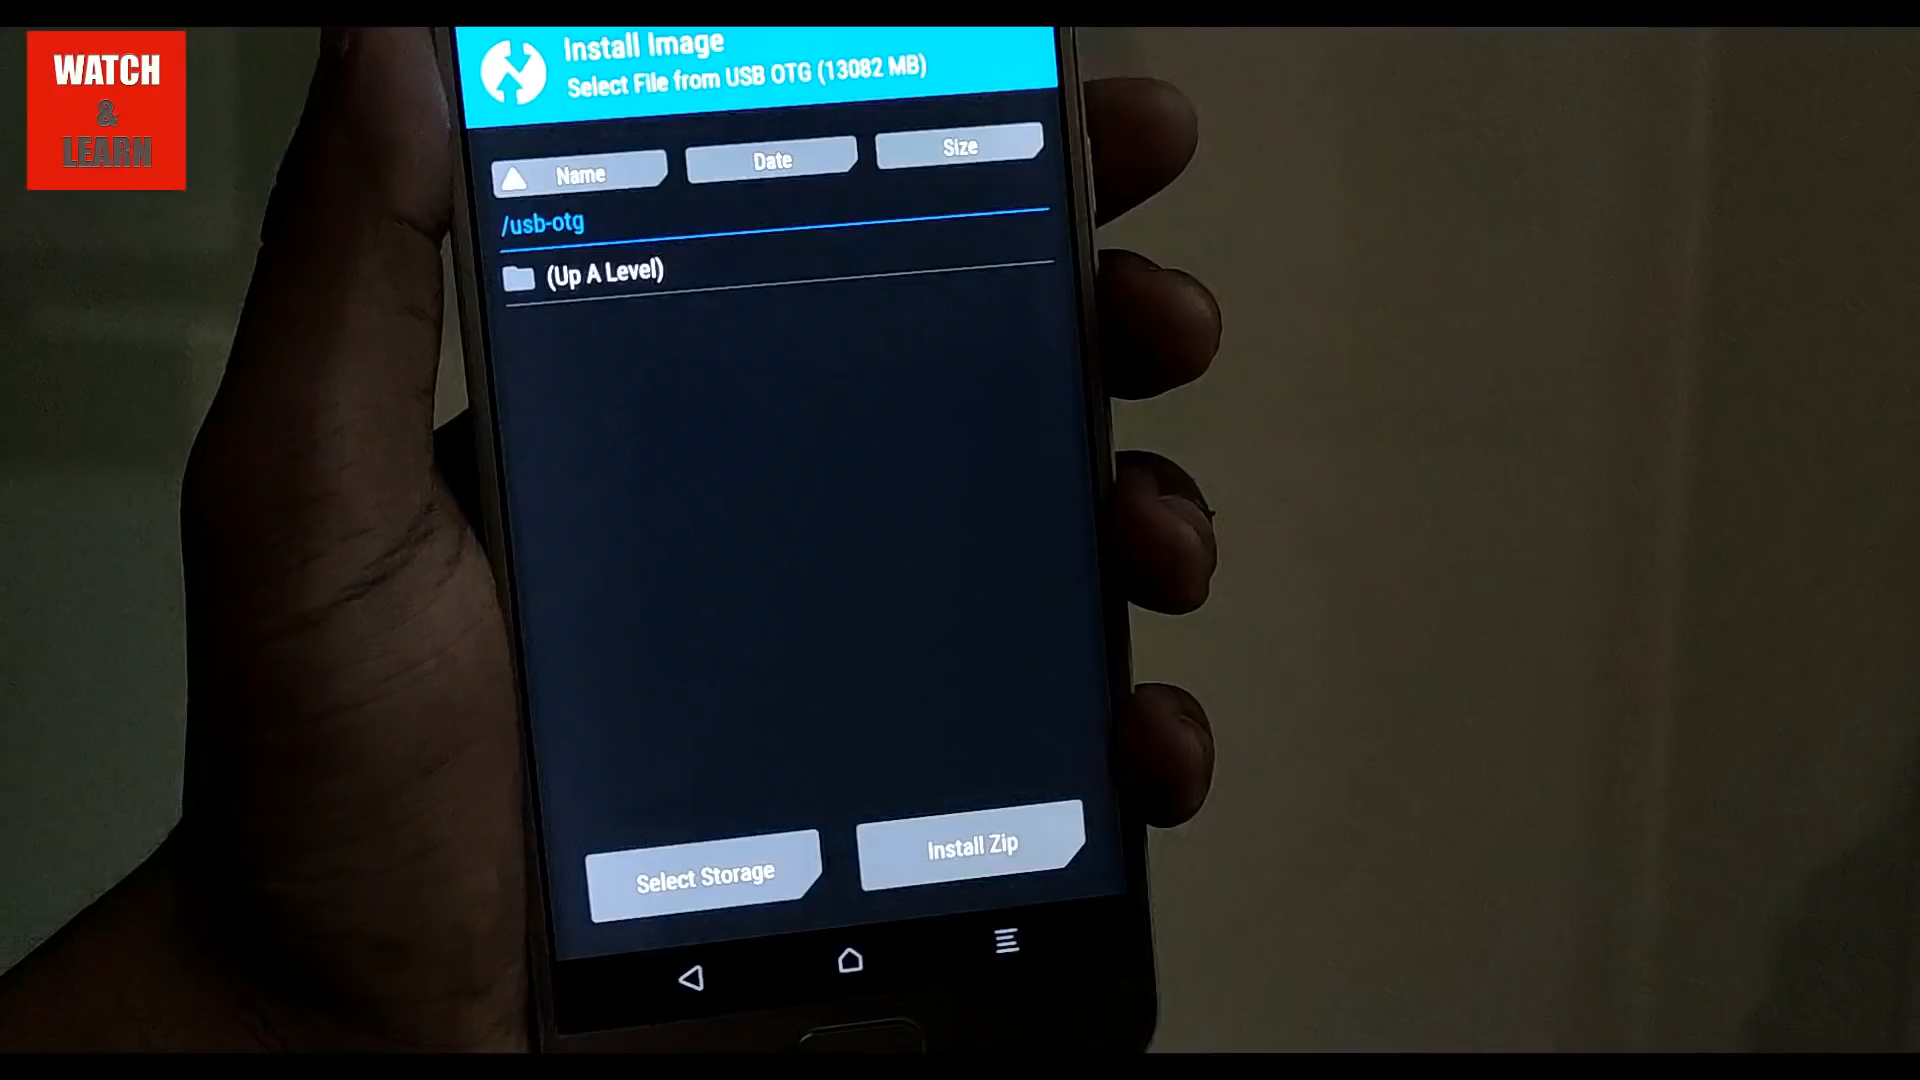 WATCH
&
LEARN
Install Image
Select File from USB OTG (13082 MB)
Name
Date
Size
/usb-otg
(Up A Level)
Select Storage
Install Zip